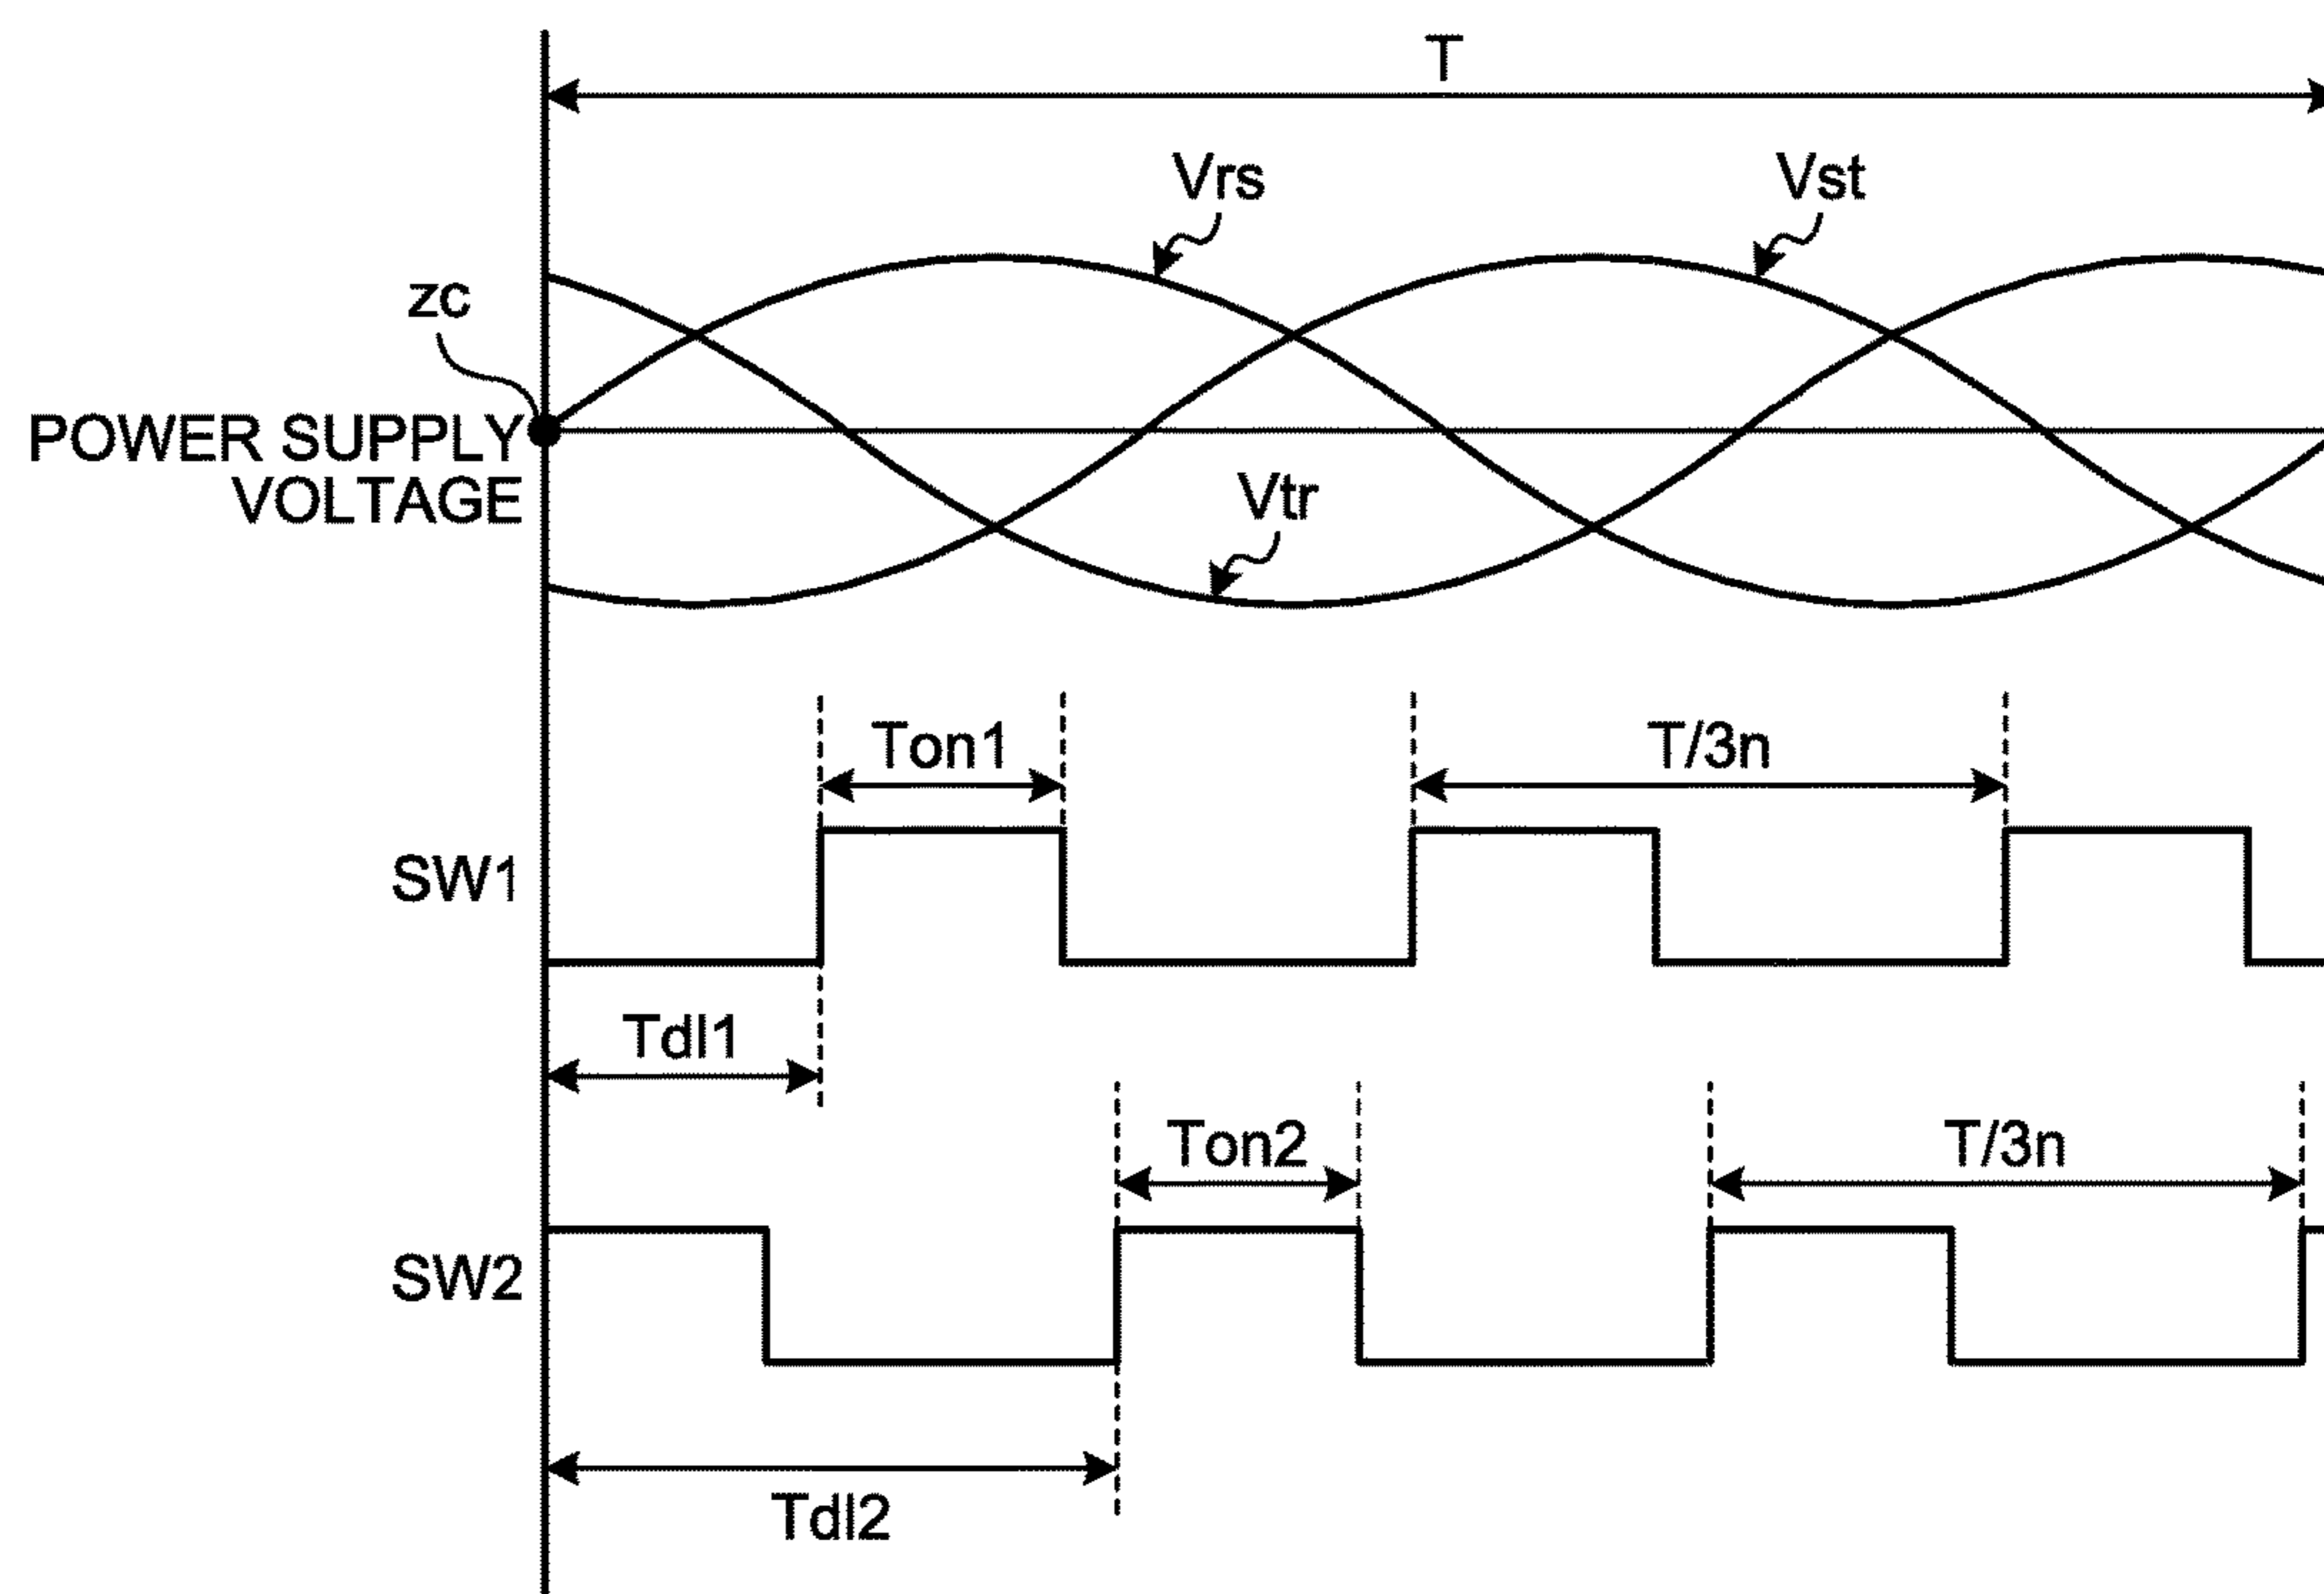 T
Vrs
Vst
zc
POWER SUPPLY
VOLTAGE
Vtr
Ton1
T/3n
SW1
Tdl1
Ton2
T/3n
SW2
Tdl2